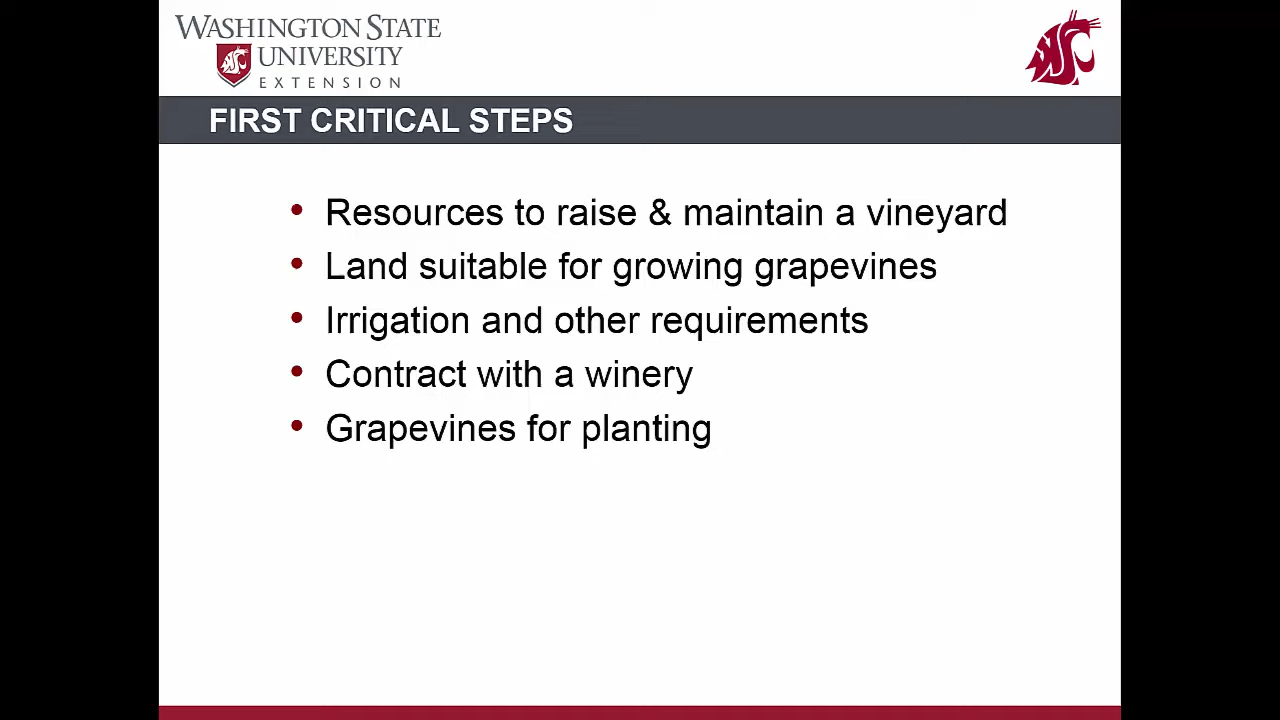 WASHINGTON STATE
UNIVERSITY
EXTENSION
FIRST CRITICAL STEPS
• Resources to raise & maintain a vineyard
• Land suitable for growing grapevines
• Irrigation and other requirements
• Contract with a winery
• Grapevines for planting